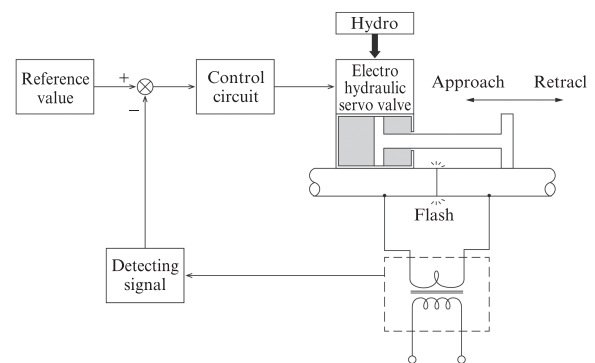 Hydro
Reference
value
+
−
Control
circuit
Electro
hydraulic
servo valve
Approach
Retracl
Flash
Detecting
signal